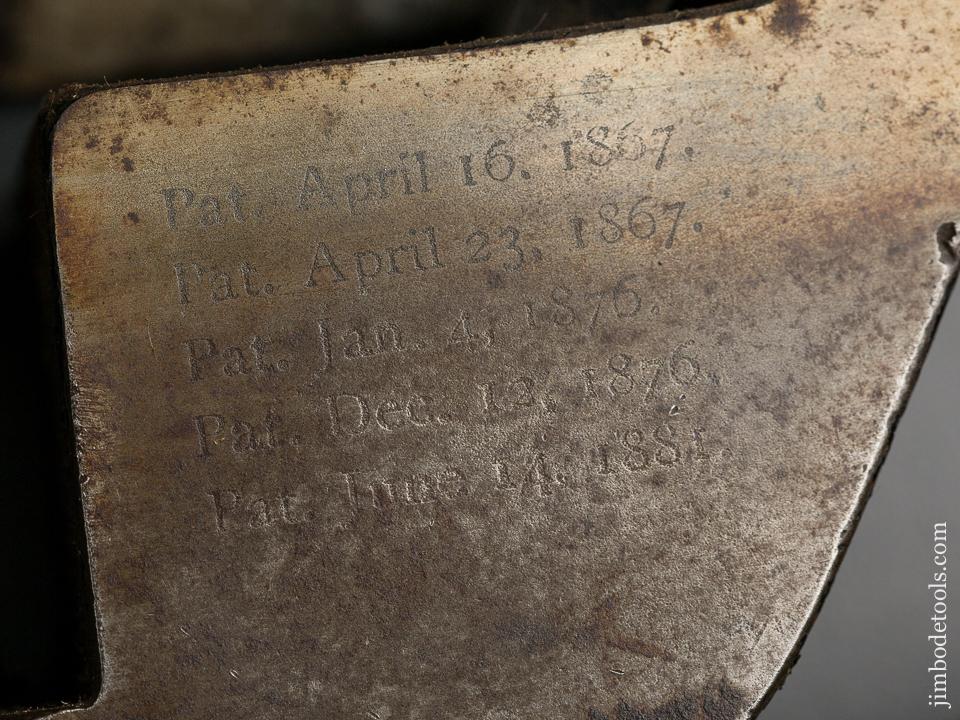 Pat. April 16. 1867.
Pat. April 23, 1867.
Pat. Jan. 4, 1876.
Pat. Dec. 12, 1876.
Pat. June 14, 1881.
jimbodetools.com